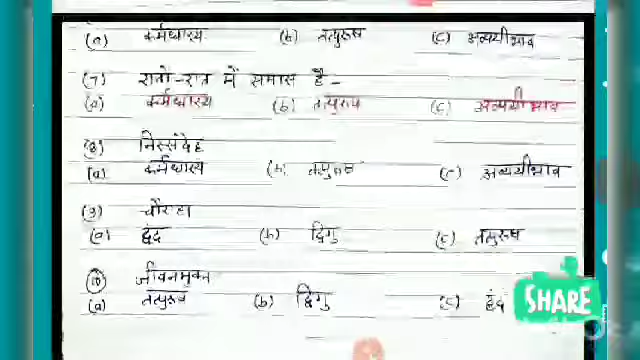 (a) कर्मधारय (b) तत्पुरुष (c) अव्ययीभाव
(7) रातों-रात में समास है -
(a) कर्मधारय (b) तत्पुरुष (c) अव्ययीभाव
(8) निस्संदेह
(a) कर्मधारय (b) तत्पुरुष (c) अव्ययीभाव
(9) चौराहा
(a) द्वंद (b) द्विगु (c) तत्पुरुष
(10) जीवनमुक्त
(a) तत्पुरुष (b) द्विगु (c) द्वंद
SHARE